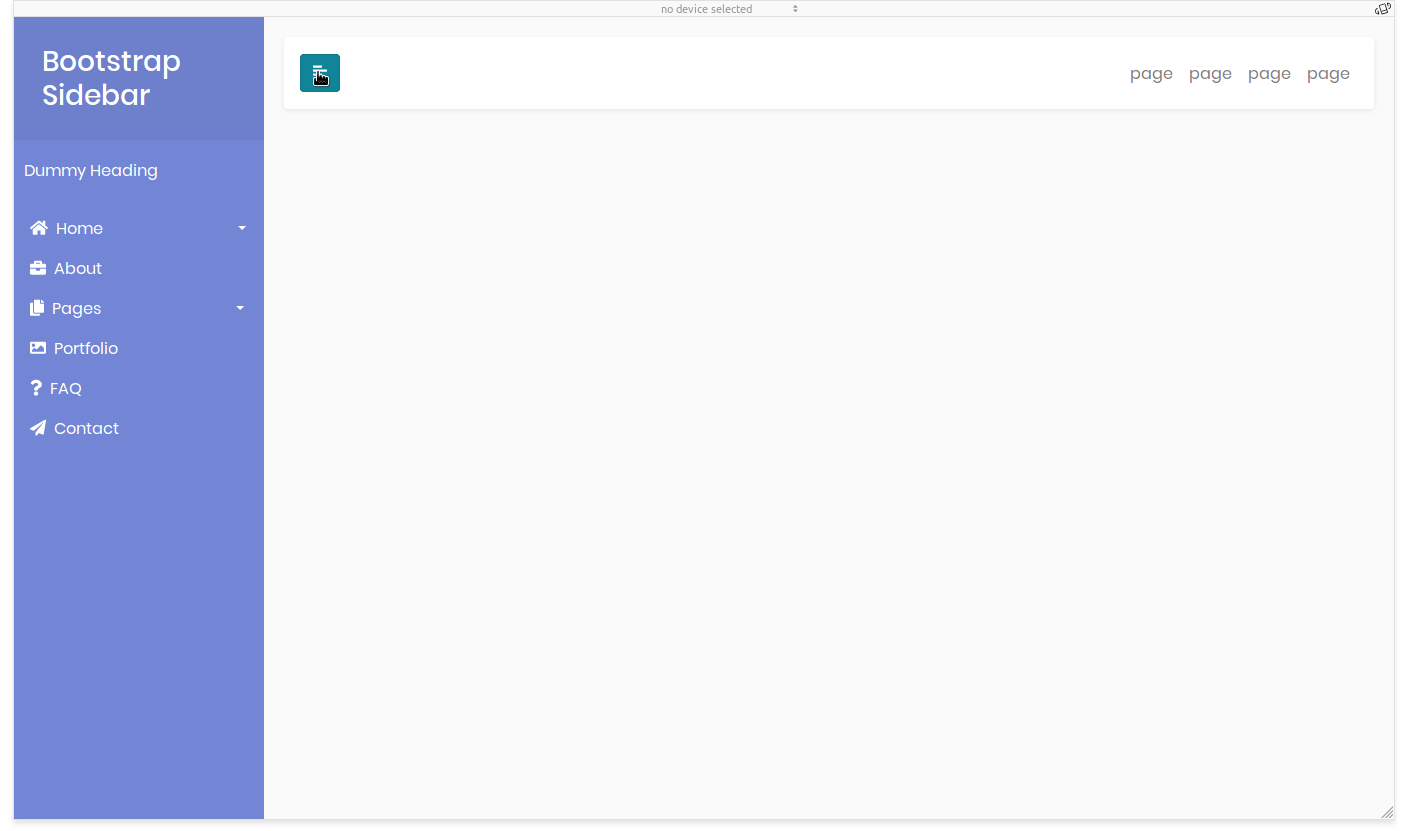 no device selected
Bootstrap
Sidebar
page page page page
Dummy Heading
Home
About
Pages
Portfolio
FAQ
Contact